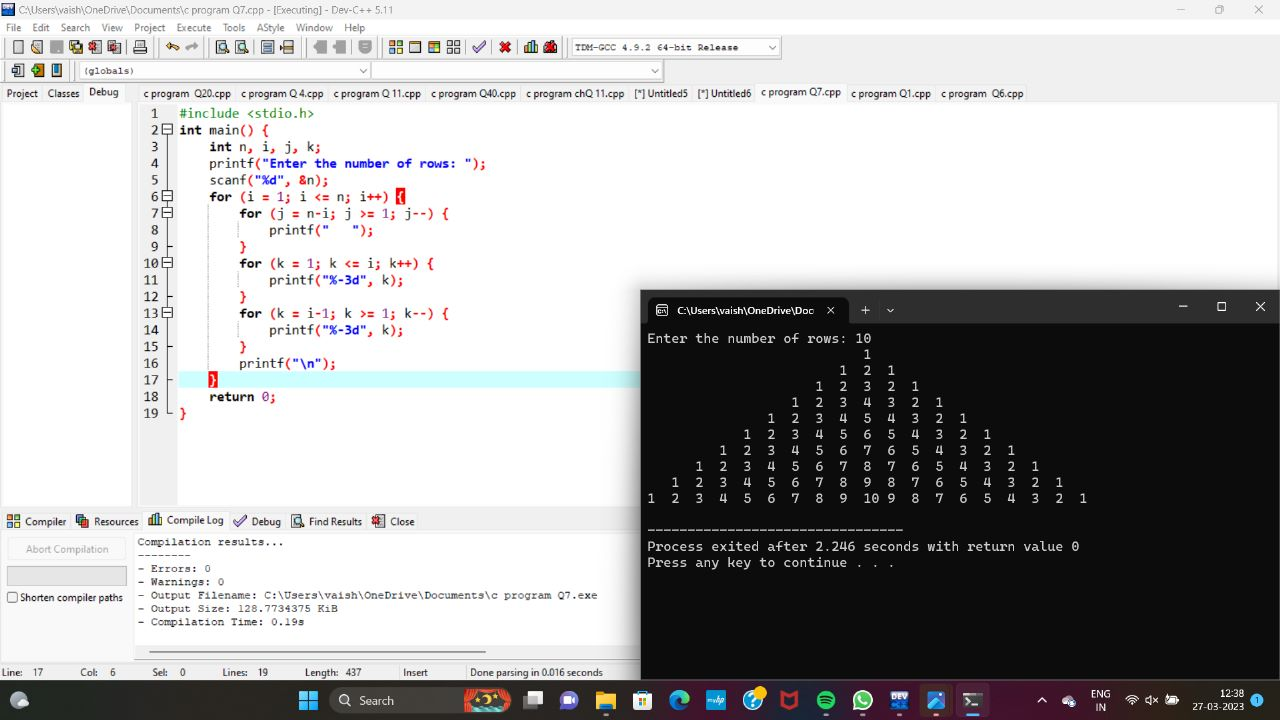 C:\Users\vaish\OneDrive\Documents\c program Q7.cpp - [Executing] - Dev-C++ 5.11
File Edit Search View Project Execute Tools AStyle Window Help
TDM-GCC 4.9.2 64-bit Release
(globals)
Project Classes Debug
c program Q20.cpp c program Q 4.cpp c program Q 11.cpp c program Q40.cpp c program chQ 11.cpp [*] Untitled5 [*] Untitled6 c program Q7.cpp c program Q1.cpp c program Q6.cpp
1 #include <stdio.h>
2 int main() {
3 int n, i, j, k;
4 printf("Enter the number of rows: ");
5 scanf("%d", &n);
6 for (i = 1; i <= n; i++) {
7 for (j = n-i; j >= 1; j--) {
8 printf("   ");
9 }
10 for (k = 1; k <= i; k++) {
11 printf("%-3d", k);
12 }
13 for (k = i-1; k >= 1; k--) {
14 printf("%-3d", k);
15 }
16 printf("\n");
17 }
18 return 0;
19 }
C:\Users\vaish\OneDrive\Doc
Enter the number of rows: 10
1
1 2 1
1 2 3 2 1
1 2 3 4 3 2 1
1 2 3 4 5 4 3 2 1
1 2 3 4 5 6 5 4 3 2 1
1 2 3 4 5 6 7 6 5 4 3 2 1
1 2 3 4 5 6 7 8 7 6 5 4 3 2 1
1 2 3 4 5 6 7 8 9 8 7 6 5 4 3 2 1
1 2 3 4 5 6 7 8 9 10 9 8 7 6 5 4 3 2 1
--------------------------------
Process exited after 2.246 seconds with return value 0
Press any key to continue . . .
Compiler Resources Compile Log Debug Find Results Close
Abort Compilation
Shorten compiler paths
Compilation results...
--------
- Errors: 0
- Warnings: 0
- Output Filename: C:\Users\vaish\OneDrive\Documents\c program Q7.exe
- Output Size: 128.7734375 KiB
- Compilation Time: 0.19s
Line: 17 Col: 6 Sel: 0 Lines: 19 Length: 437 Insert Done parsing in 0.016 seconds
Search
myhp
DEV
ENG
IN
12:38
27-03-2023
1